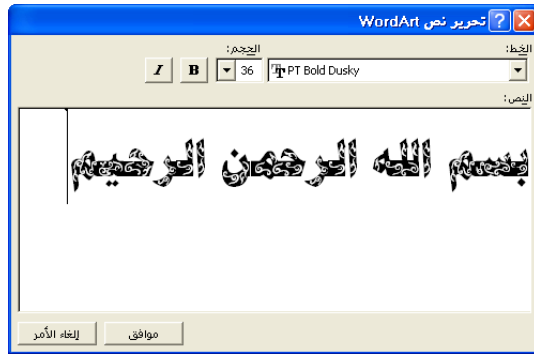 تحرير نص WordArt
الخط: الحجم:
PT Bold Dusky 36 B I
النص:
بسم الله الرحمن الرحيم
موافق إلغاء الأمر